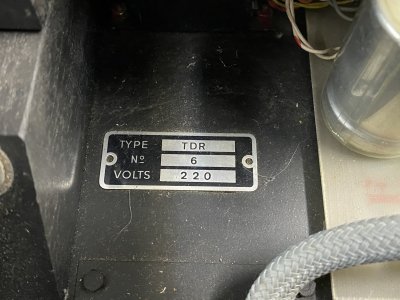 TYPE TDR
Nº 6
VOLTS 220